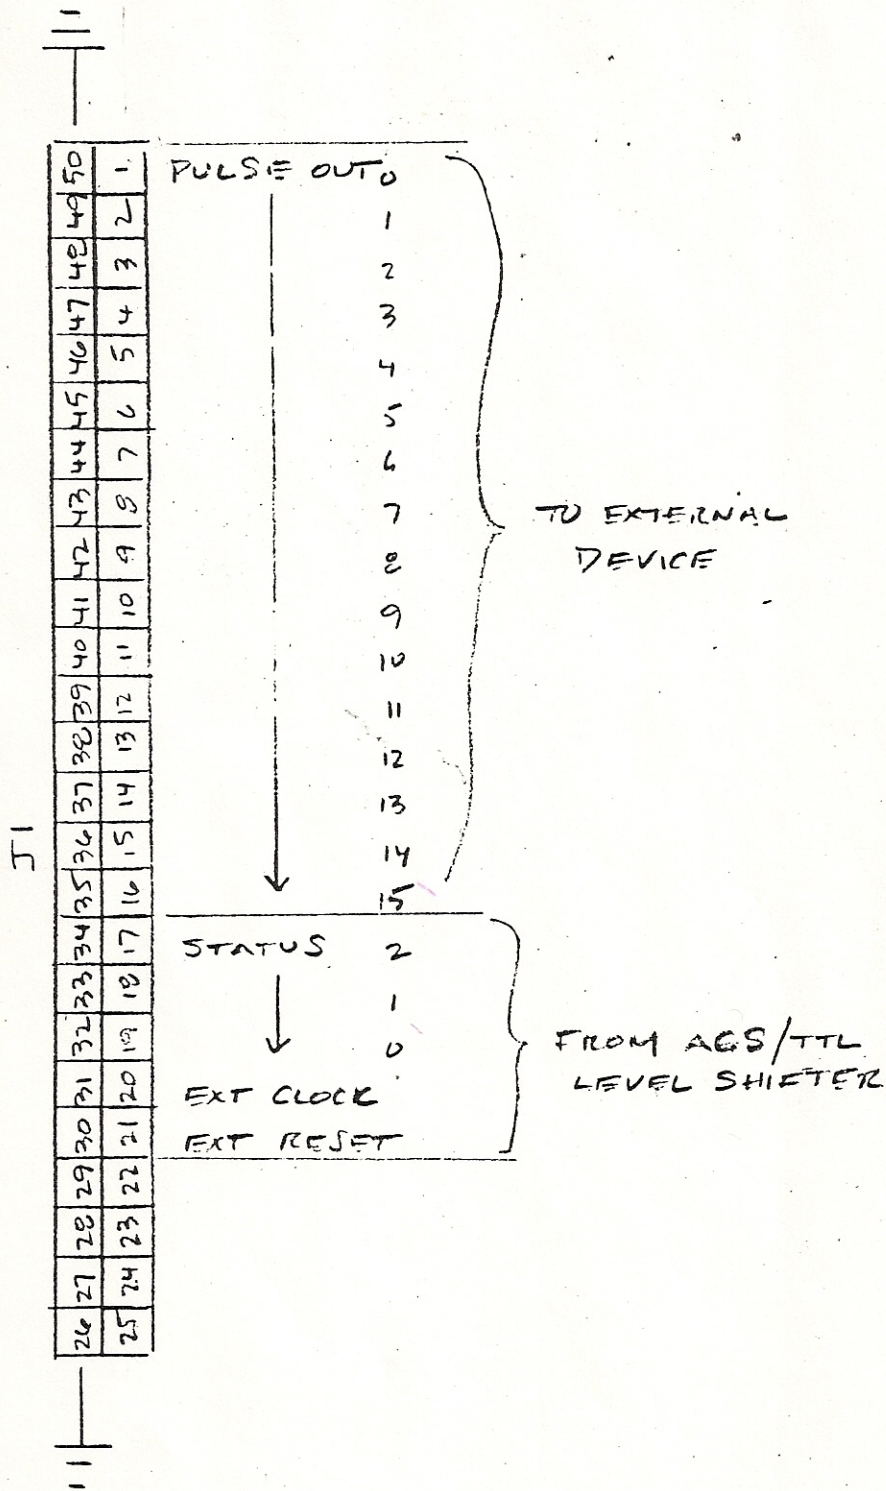 J1
50 1 PULSE OUT 0
49 2 1
48 3 2
47 4 3
46 5 4
45 6 5
44 7 6
43 8 7
42 9 8
41 10 9
40 11 10
39 12 11
38 13 12
37 14 13
36 15 14
35 16 15
TO EXTERNAL
DEVICE
34 17 STATUS 2
33 18 1
32 19 0
31 20 EXT CLOCK
30 21 EXT RESET
FROM AGS/TTL
LEVEL SHIFTER
29 22
28 23
27 24
26 25